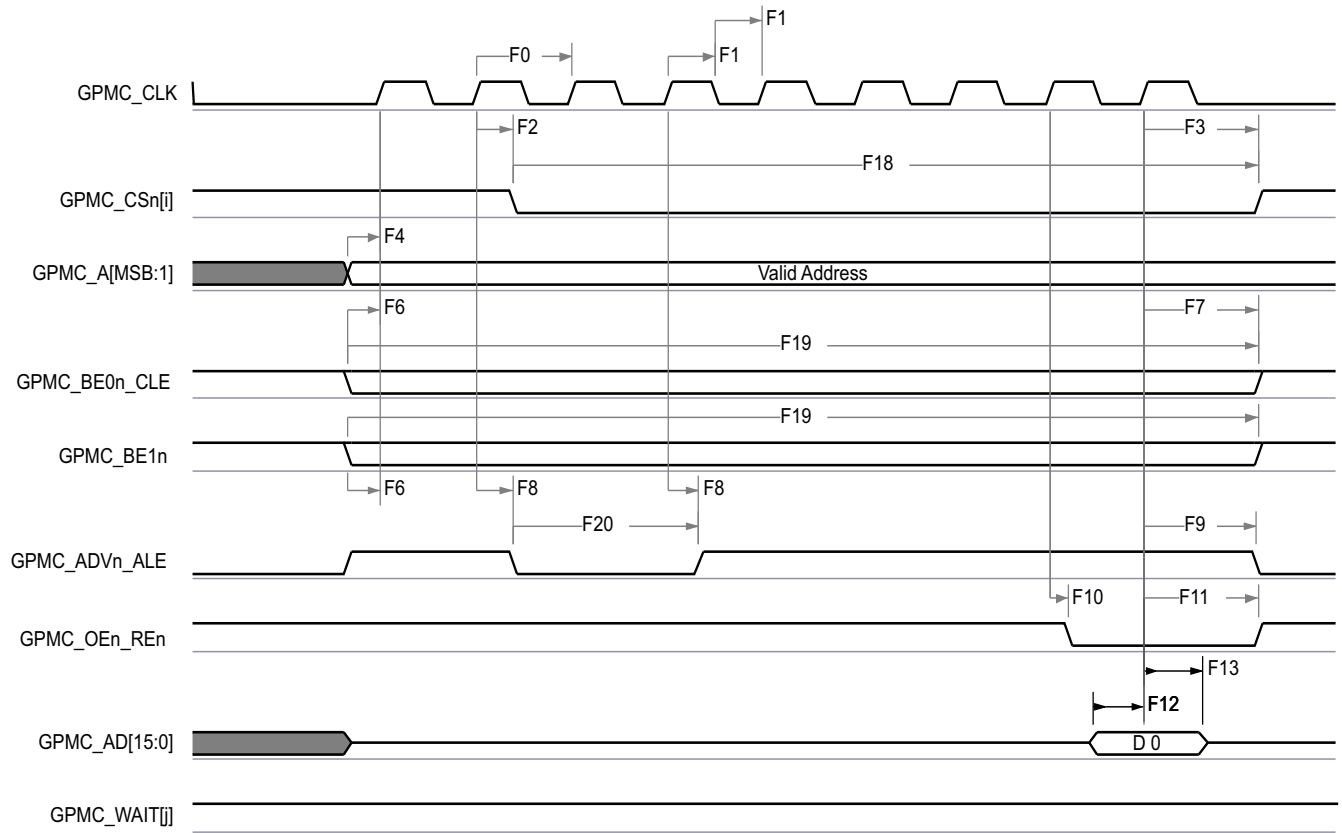 F1
F0
F1
GPMC_CLK
F2
F3
F18
GPMC_CSn[i]
F4
GPMC_A[MSB:1]
Valid Address
F6
F7
F19
GPMC_BE0n_CLE
F19
GPMC_BE1n
F6
F8
F8
F20
F9
GPMC_ADVn_ALE
F10
F11
GPMC_OEn_REn
F13
F12
GPMC_AD[15:0]
D 0
GPMC_WAIT[j]